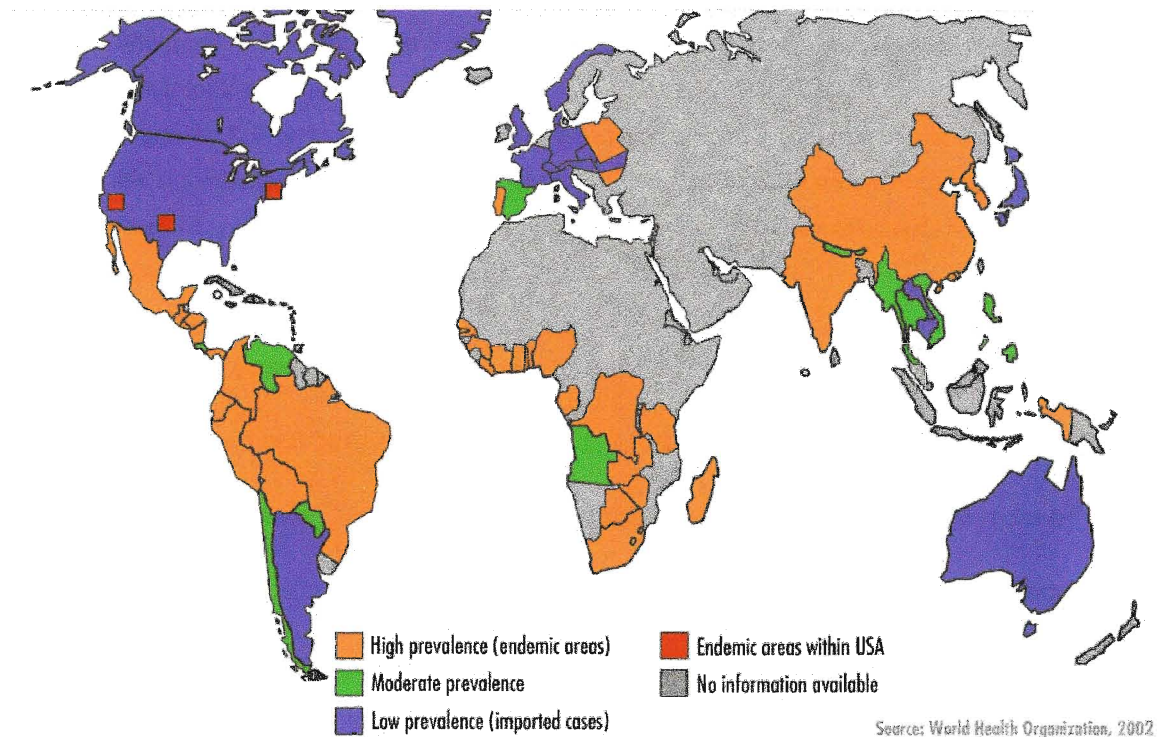 High prevalence (endemic areas)
Moderate prevalence
Low prevalence (imported cases)
Endemic areas within USA
No information available
Source: World Health Organization, 2002